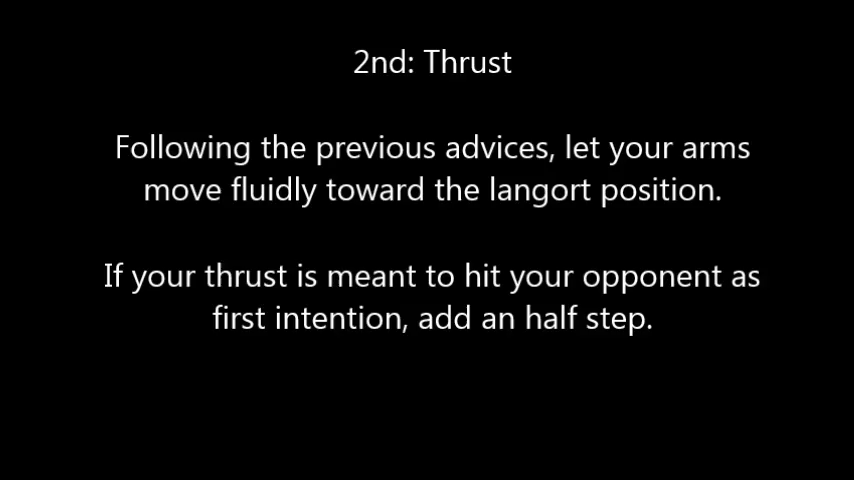 2nd: Thrust
Following the previous advices, let your arms
move fluidly toward the langort position.
If your thrust is meant to hit your opponent as
first intention, add an half step.